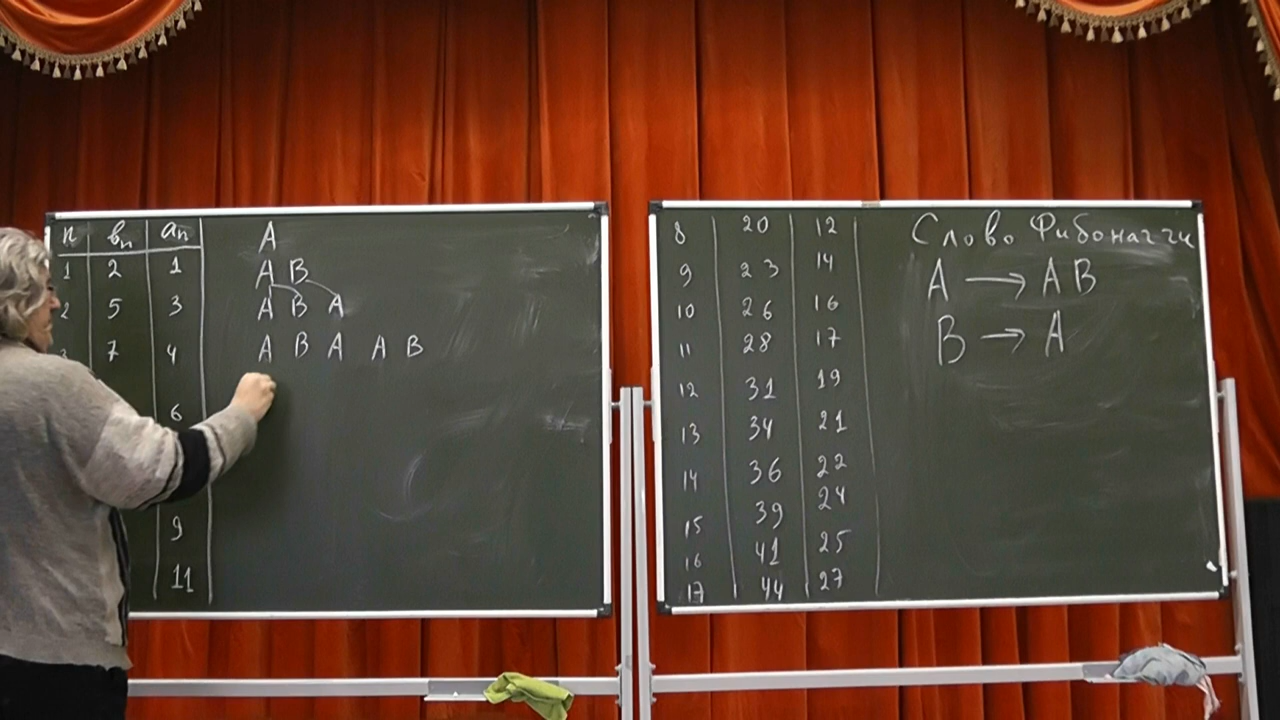 n bn an A
1 2 1 A B
2 5 3 A B A
3 7 4 A B A A B
6
9
11
8 20 12 Слово Фибоначчи
9 23 14 A → A B
10 26 16 B → A
11 28 17
12 31 19
13 34 21
14 36 22
15 39 24
16 41 25
17 44 27